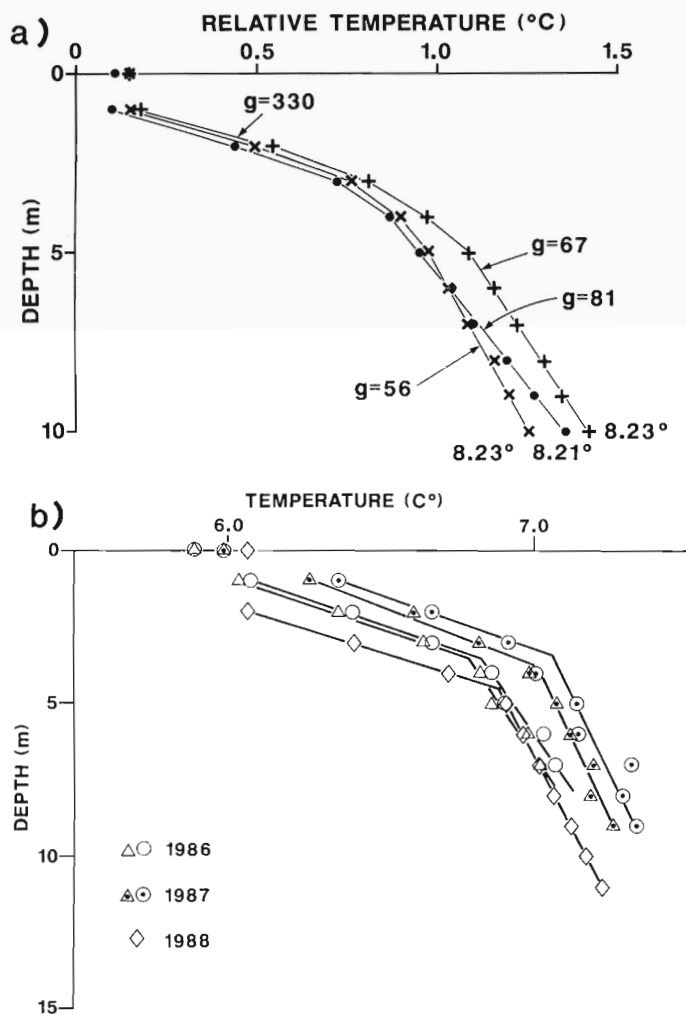 a)
RELATIVE TEMPERATURE (°C)
0 0.5 1.0 1.5
0
g=330
g=67
5
g=81
g=56
10
8.23°
8.23° 8.21°
DEPTH (m)
b)
TEMPERATURE (C°)
6.0 7.0
0
5
10
15
DEPTH (m)
1986
1987
1988